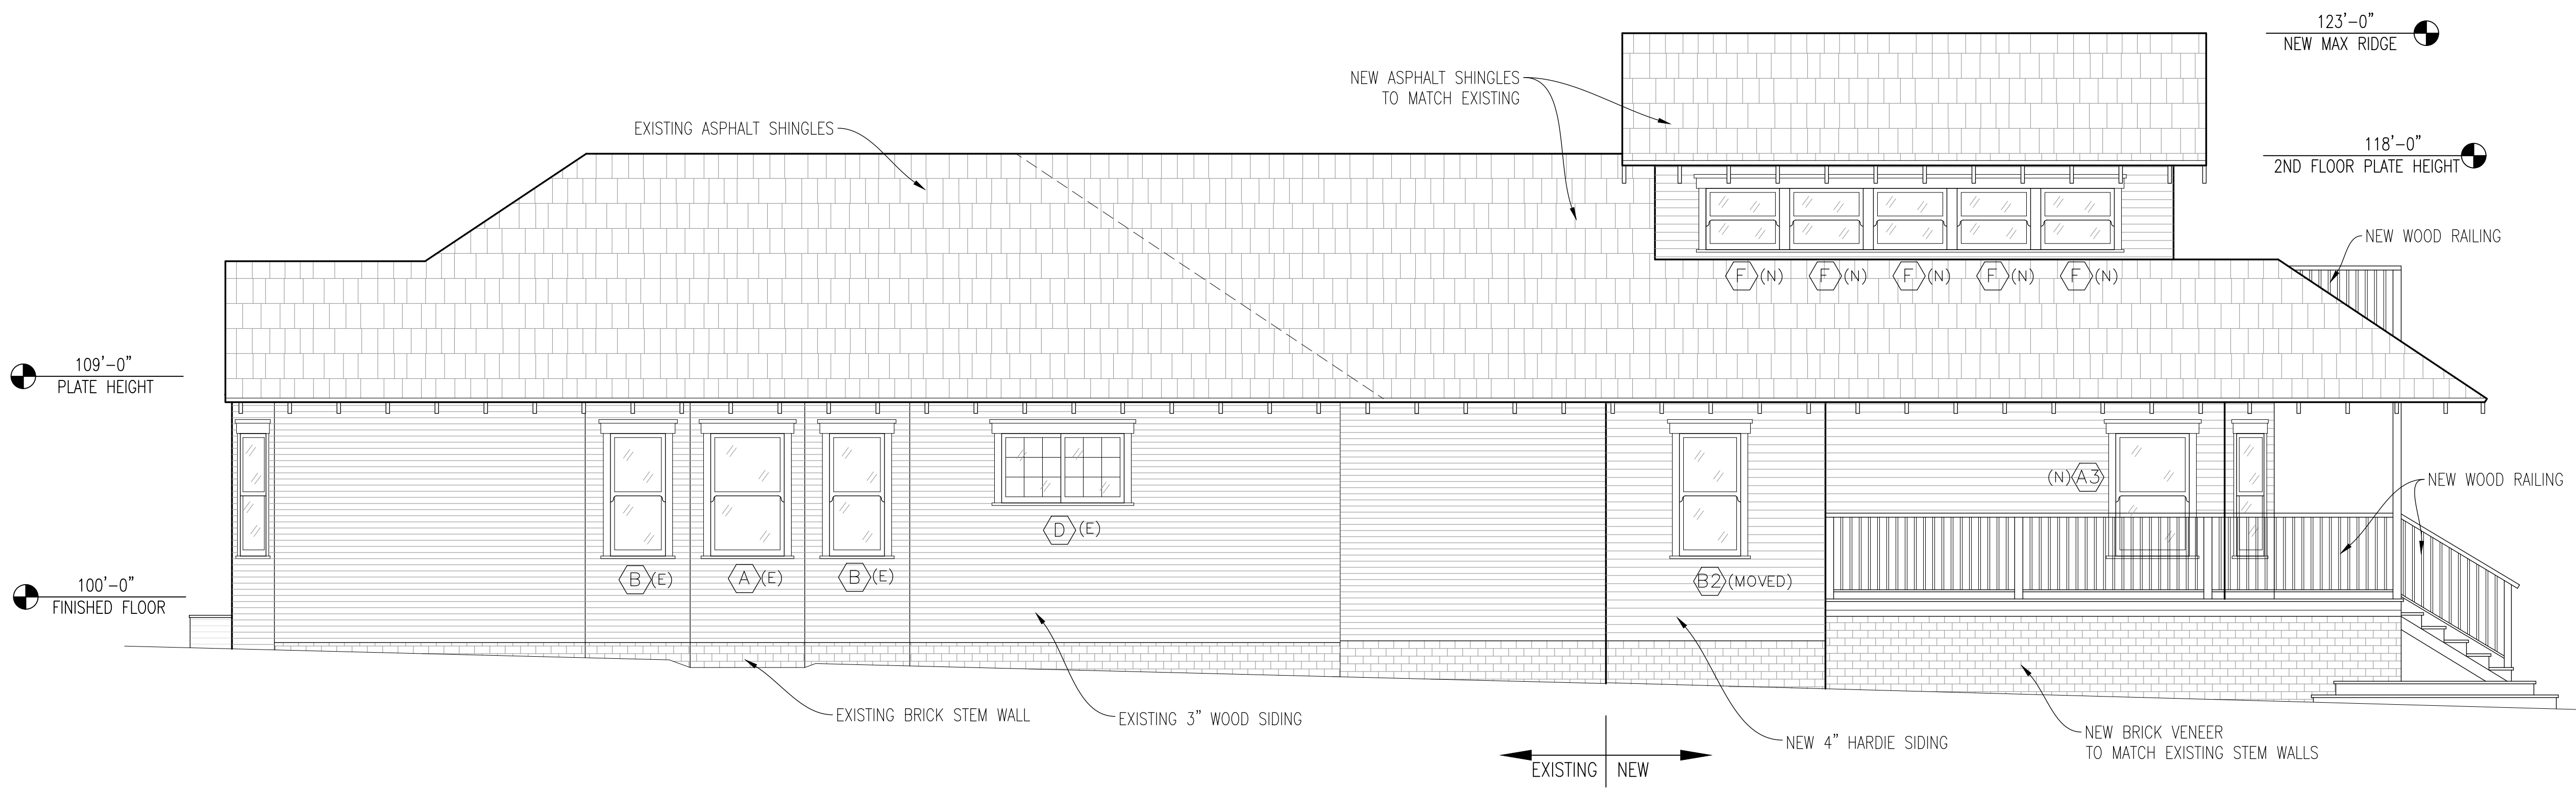 123'-0"
NEW MAX RIDGE
NEW ASPHALT SHINGLES
TO MATCH EXISTING
EXISTING ASPHALT SHINGLES
118'-0"
2ND FLOOR PLATE HEIGHT
NEW WOOD RAILING
F (N) F (N) F (N) F (N) F (N)
109'-0"
PLATE HEIGHT
(N) A3
NEW WOOD RAILING
D (E)
B (E) A (E) B (E)
B2 (MOVED)
100'-0"
FINISHED FLOOR
EXISTING BRICK STEM WALL
EXISTING 3" WOOD SIDING
NEW 4" HARDIE SIDING
NEW BRICK VENEER
TO MATCH EXISTING STEM WALLS
EXISTING NEW